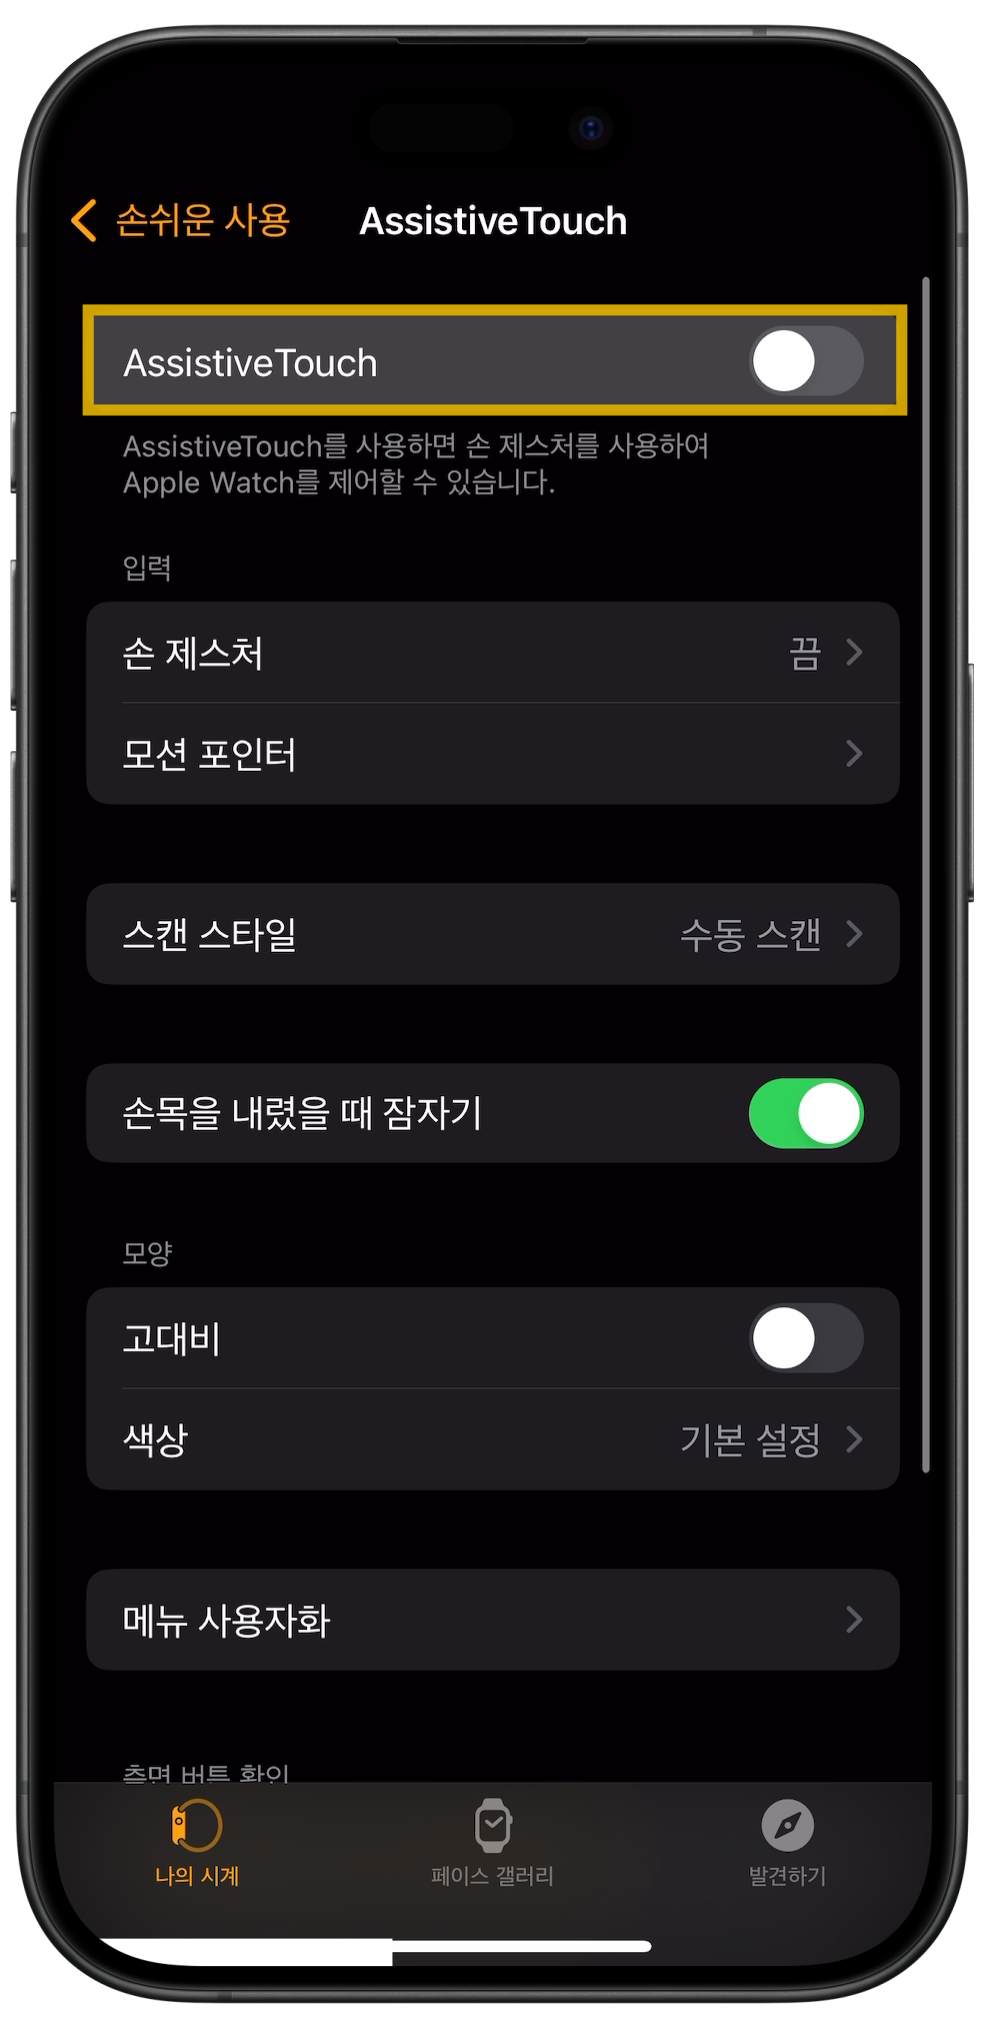 손쉬운 사용
AssistiveTouch
AssistiveTouch
AssistiveTouch를 사용하면 손 제스처를 사용하여
Apple Watch를 제어할 수 있습니다.
입력
손 제스처 끔
모션 포인터
스캔 스타일 수동 스캔
손목을 내렸을 때 잠자기
모양
고대비
색상 기본 설정
메뉴 사용자화
측면 버튼 확인
나의 시계 페이스 갤러리 발견하기